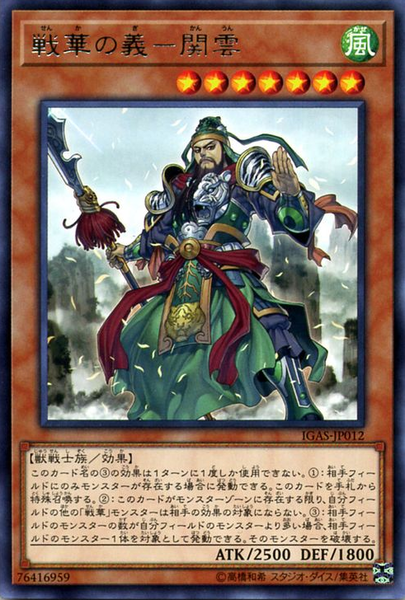 戦華の義－関雲
風
IGAS-JP012
【獣戦士族／効果】
このカード名の③の効果は１ターンに１度しか使用できない。①：相手フィー
ルドにのみモンスターが存在する場合に発動できる。このカードを手札から
特殊召喚する。②：このカードがモンスターゾーンに存在する限り、自分フィー
ルドの他の「戦華」モンスターは相手の効果の対象にならない。③：相手フィー
ルドのモンスターの数が自分フィールドのモンスターより多い場合、相手フィー
ルドのモンスター１体を対象として発動できる。そのモンスターを破壊する。
ATK/2500 DEF/1800
76416959
©高橋和希 スタジオ・ダイス/集英社